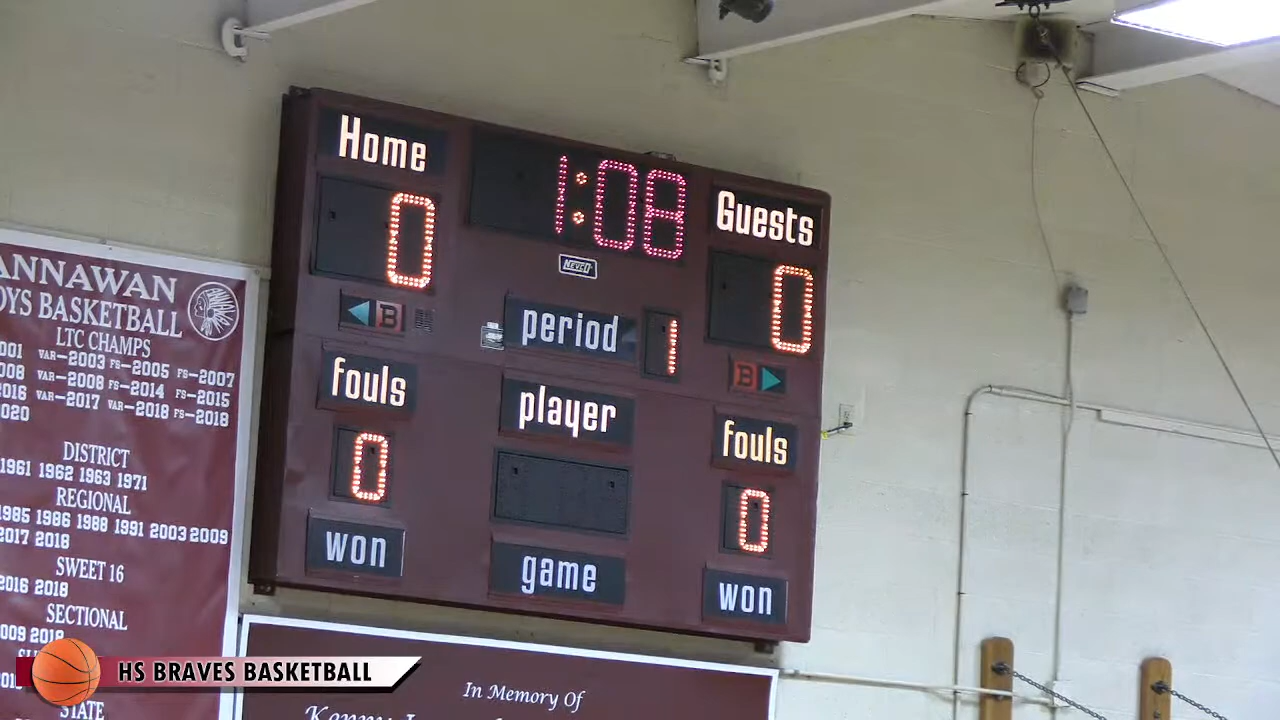 Home
1:08
Guests
0
0
NEVCO
B
period
1
B
fouls
player
fouls
0
0
won
game
won
ANNAWAN
OYS BASKETBALL
LTC CHAMPS
001 VAR-2003 FS-2005 FS-2007
008 VAR-2008 FS-2014 FS-2015
016 VAR-2017 VAR-2018 FS-2018
020
DISTRICT
1961 1962 1963 1971
REGIONAL
1985 1986 1988 1991 2003 2009
2017 2018
SWEET 16
2016 2018
SECTIONAL
009 2018
STATE
HS BRAVES BASKETBALL
In Memory Of